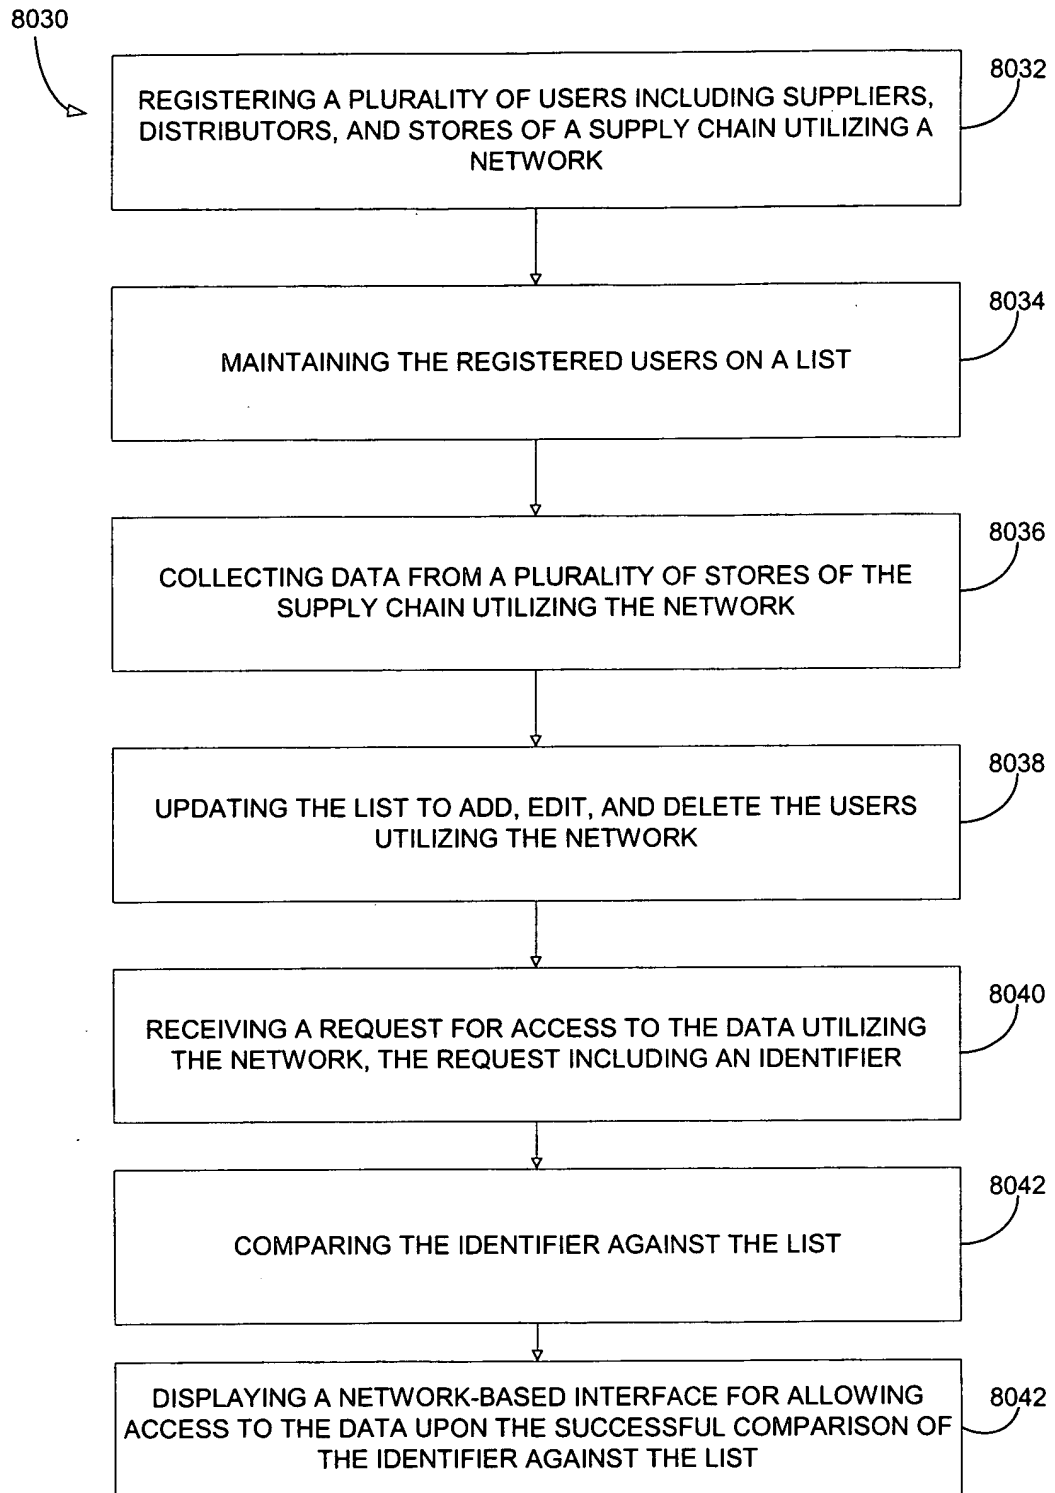 8030
8032
REGISTERING A PLURALITY OF USERS INCLUDING SUPPLIERS,
DISTRIBUTORS, AND STORES OF A SUPPLY CHAIN UTILIZING A
NETWORK
8034
MAINTAINING THE REGISTERED USERS ON A LIST
8036
COLLECTING DATA FROM A PLURALITY OF STORES OF THE
SUPPLY CHAIN UTILIZING THE NETWORK
8038
UPDATING THE LIST TO ADD, EDIT, AND DELETE THE USERS
UTILIZING THE NETWORK
8040
RECEIVING A REQUEST FOR ACCESS TO THE DATA UTILIZING
THE NETWORK, THE REQUEST INCLUDING AN IDENTIFIER
8042
COMPARING THE IDENTIFIER AGAINST THE LIST
8042
DISPLAYING A NETWORK-BASED INTERFACE FOR ALLOWING
ACCESS TO THE DATA UPON THE SUCCESSFUL COMPARISON OF
THE IDENTIFIER AGAINST THE LIST